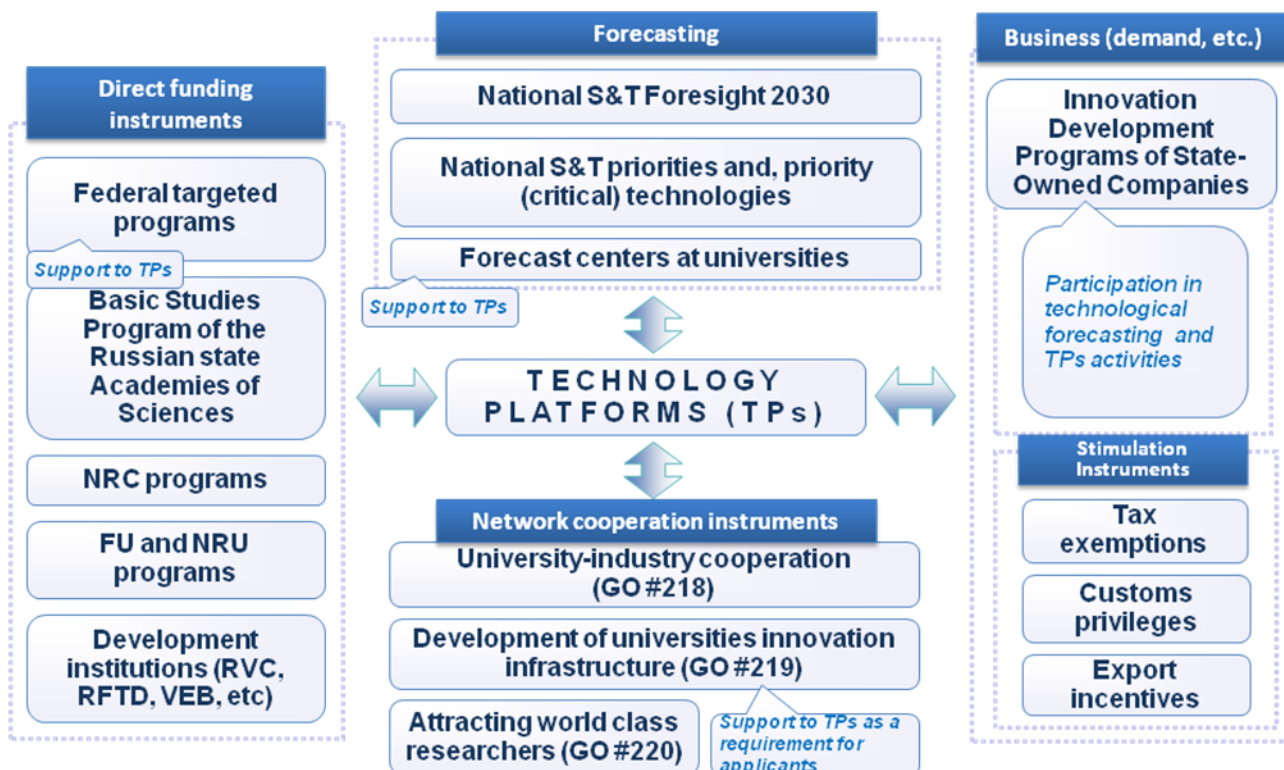 Direct funding
instruments
Federal targeted
programs
Support to TPs
Basic Studies
Program of the
Russian state
Academies of
Sciences
NRC programs
FU and NRU
programs
Development
institutions (RVC,
RFTD, VEB, etc)
Forecasting
National S&T Foresight 2030
National S&T priorities and, priority
(critical) technologies
Forecast centers at universities
Support to TPs
TECHNOLOGY
PLATFORMS (TPs)
Network cooperation instruments
University-industry cooperation
(GO #218)
Development of universities innovation
infrastructure (GO #219)
Attracting world class
researchers (GO #220)
Support to TPs as a
requirement for
applicants
Business (demand, etc.)
Innovation
Development
Programs of State-
Owned Companies
Participation in
technological
forecasting and
TPs activities
Stimulation
Instruments
Tax
exemptions
Customs
privileges
Export
incentives